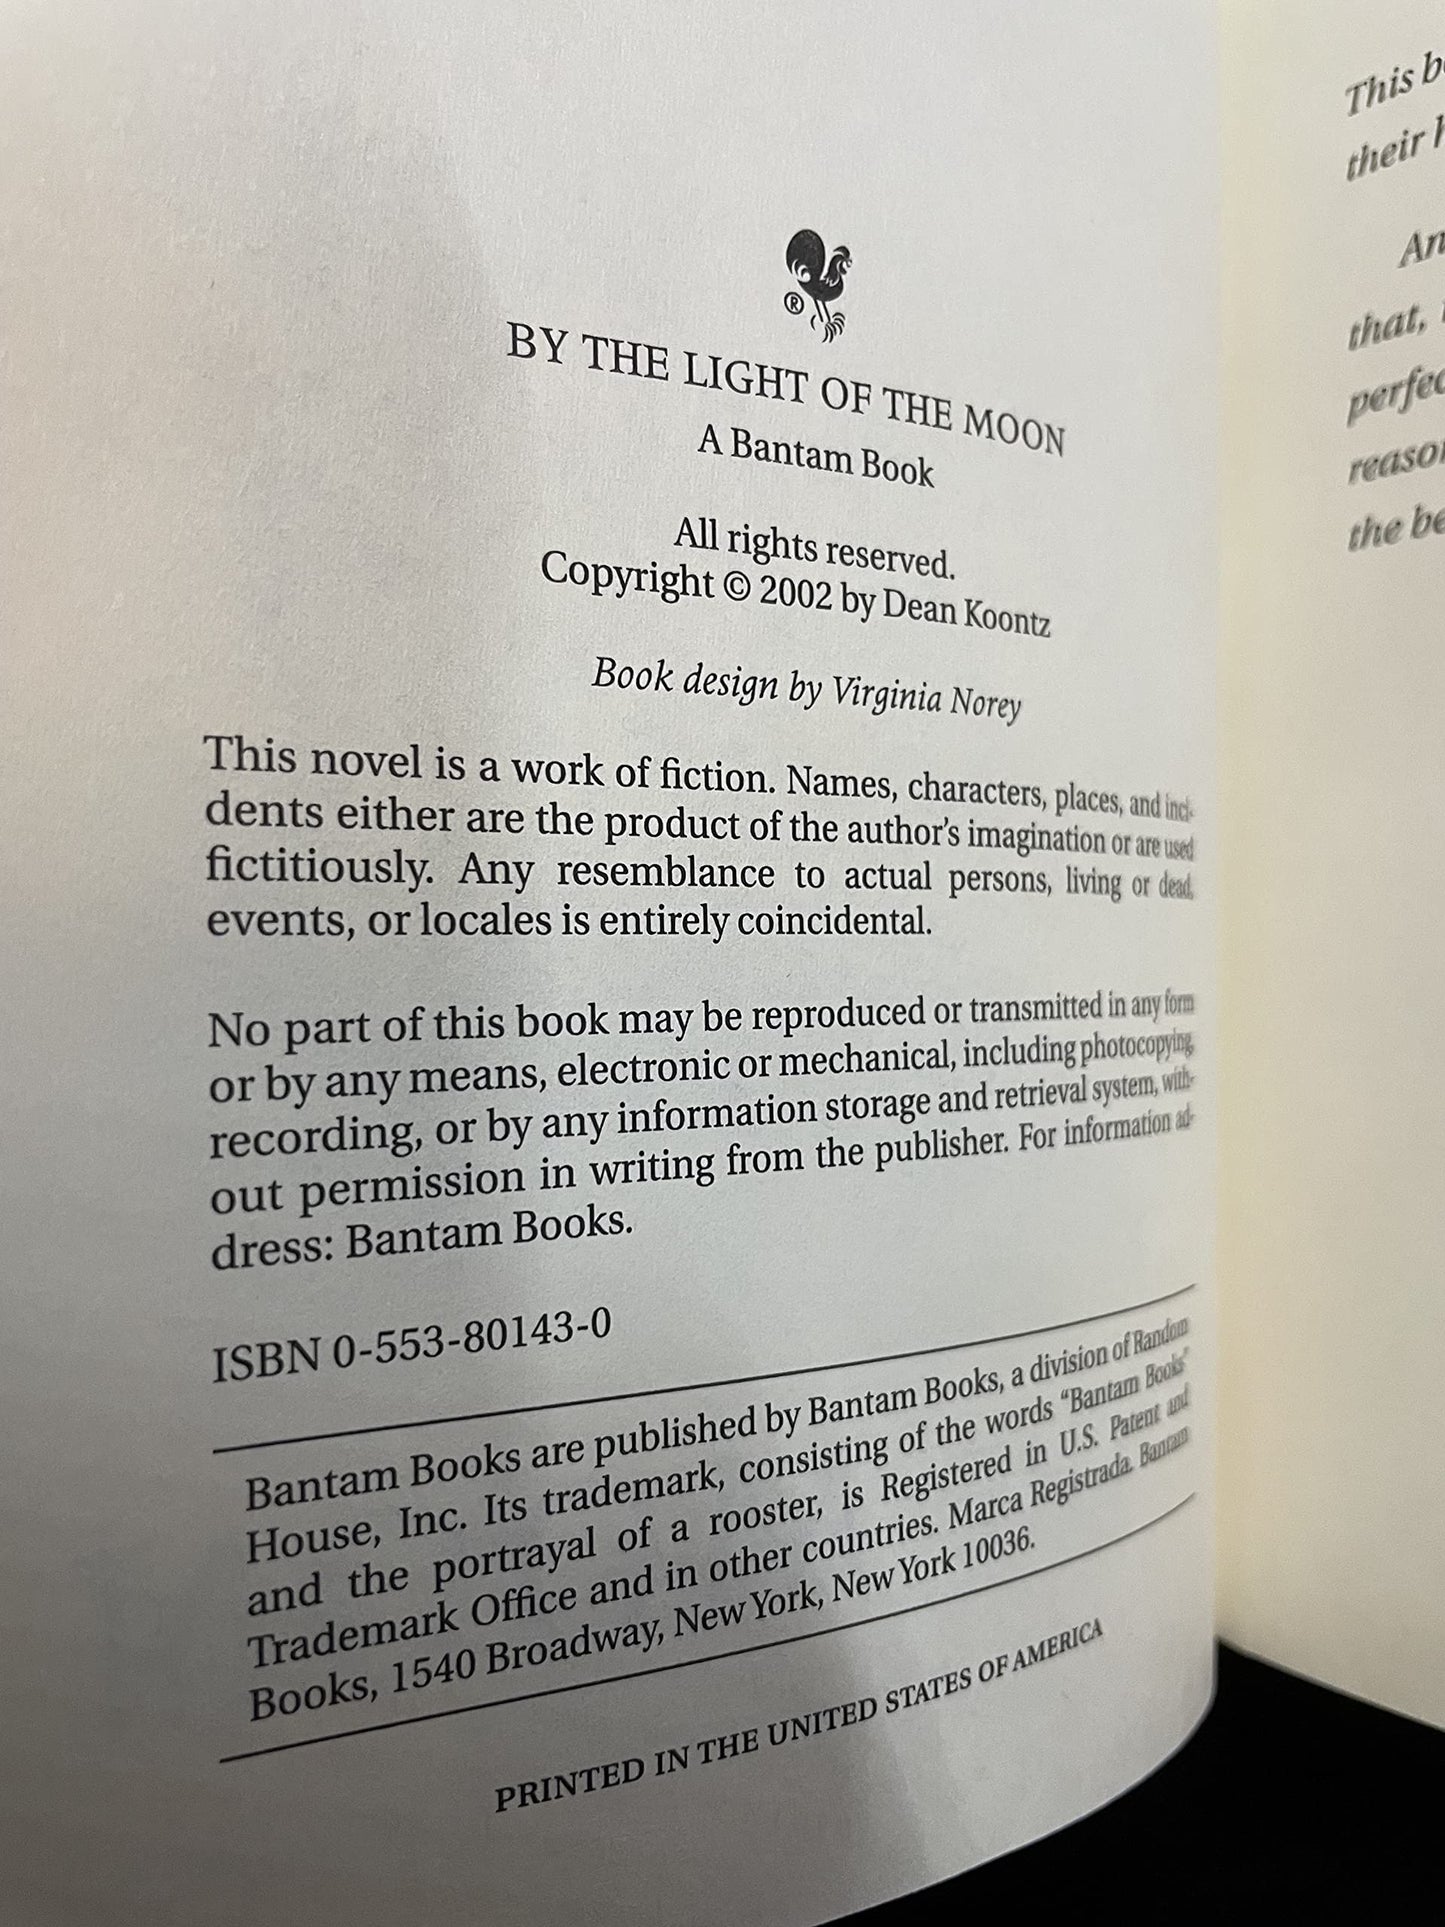 ®
BY THE LIGHT OF THE MOON
A Bantam Book
All rights reserved.
Copyright © 2002 by Dean Koontz
Book design by Virginia Norey
This novel is a work of fiction. Names, characters, places, and inci-
dents either are the product of the author's imagination or are used
fictitiously. Any resemblance to actual persons, living or dead,
events, or locales is entirely coincidental.
No part of this book may be reproduced or transmitted in any form
or by any means, electronic or mechanical, including photocopying,
recording, or by any information storage and retrieval system, with-
out permission in writing from the publisher. For information ad-
dress: Bantam Books.
ISBN 0-553-80143-0
Bantam Books are published by Bantam Books, a division of Random
House, Inc. Its trademark, consisting of the words “Bantam Books”
and the portrayal of a rooster, is Registered in U.S. Patent and
Trademark Office and in other countries. Marca Registrada. Bantam
Books, 1540 Broadway, New York, New York 10036.
PRINTED IN THE UNITED STATES OF AMERICA
This
their
that,
the